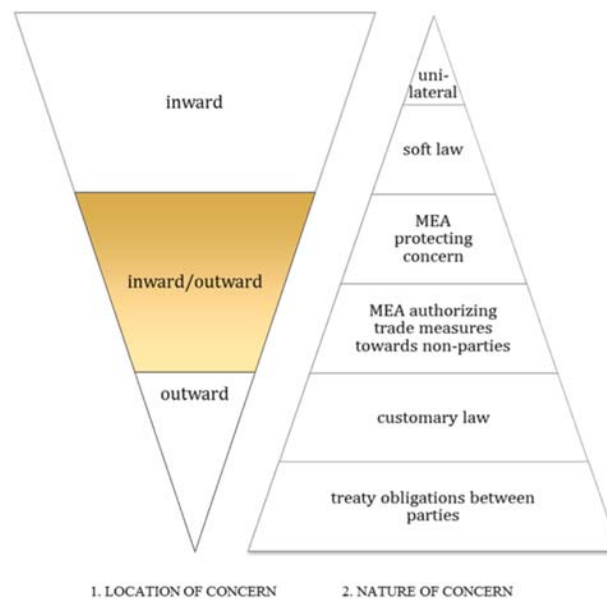 inward
inward/outward
outward
uni-
lateral
soft law
MEA
protecting
concern
MEA authorizing
trade measures
towards non-parties
customary law
treaty obligations between
parties
1. LOCATION OF CONCERN
2. NATURE OF CONCERN